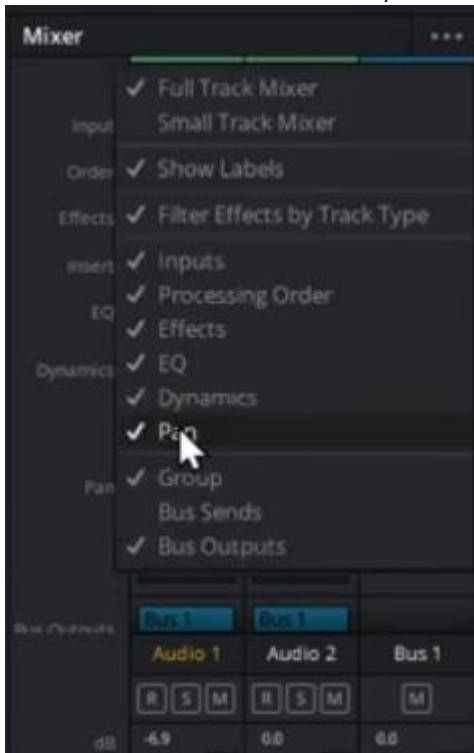 Mixer
✓ Full Track Mixer
Input Small Track Mixer
Order ✓ Show Labels
Effects ✓ Filter Effects by Track Type
Insert ✓ Inputs
✓ Processing Order
EQ ✓ Effects
✓ EQ
Dynamics ✓ Dynamics
✓ Pan
Pan ✓ Group
Bus Sends
✓ Bus Outputs
Bus Outputs Bus 1 Bus 1
Audio 1 Audio 2 Bus 1
R S M R S M M
dB -6.9 0.0 0.0